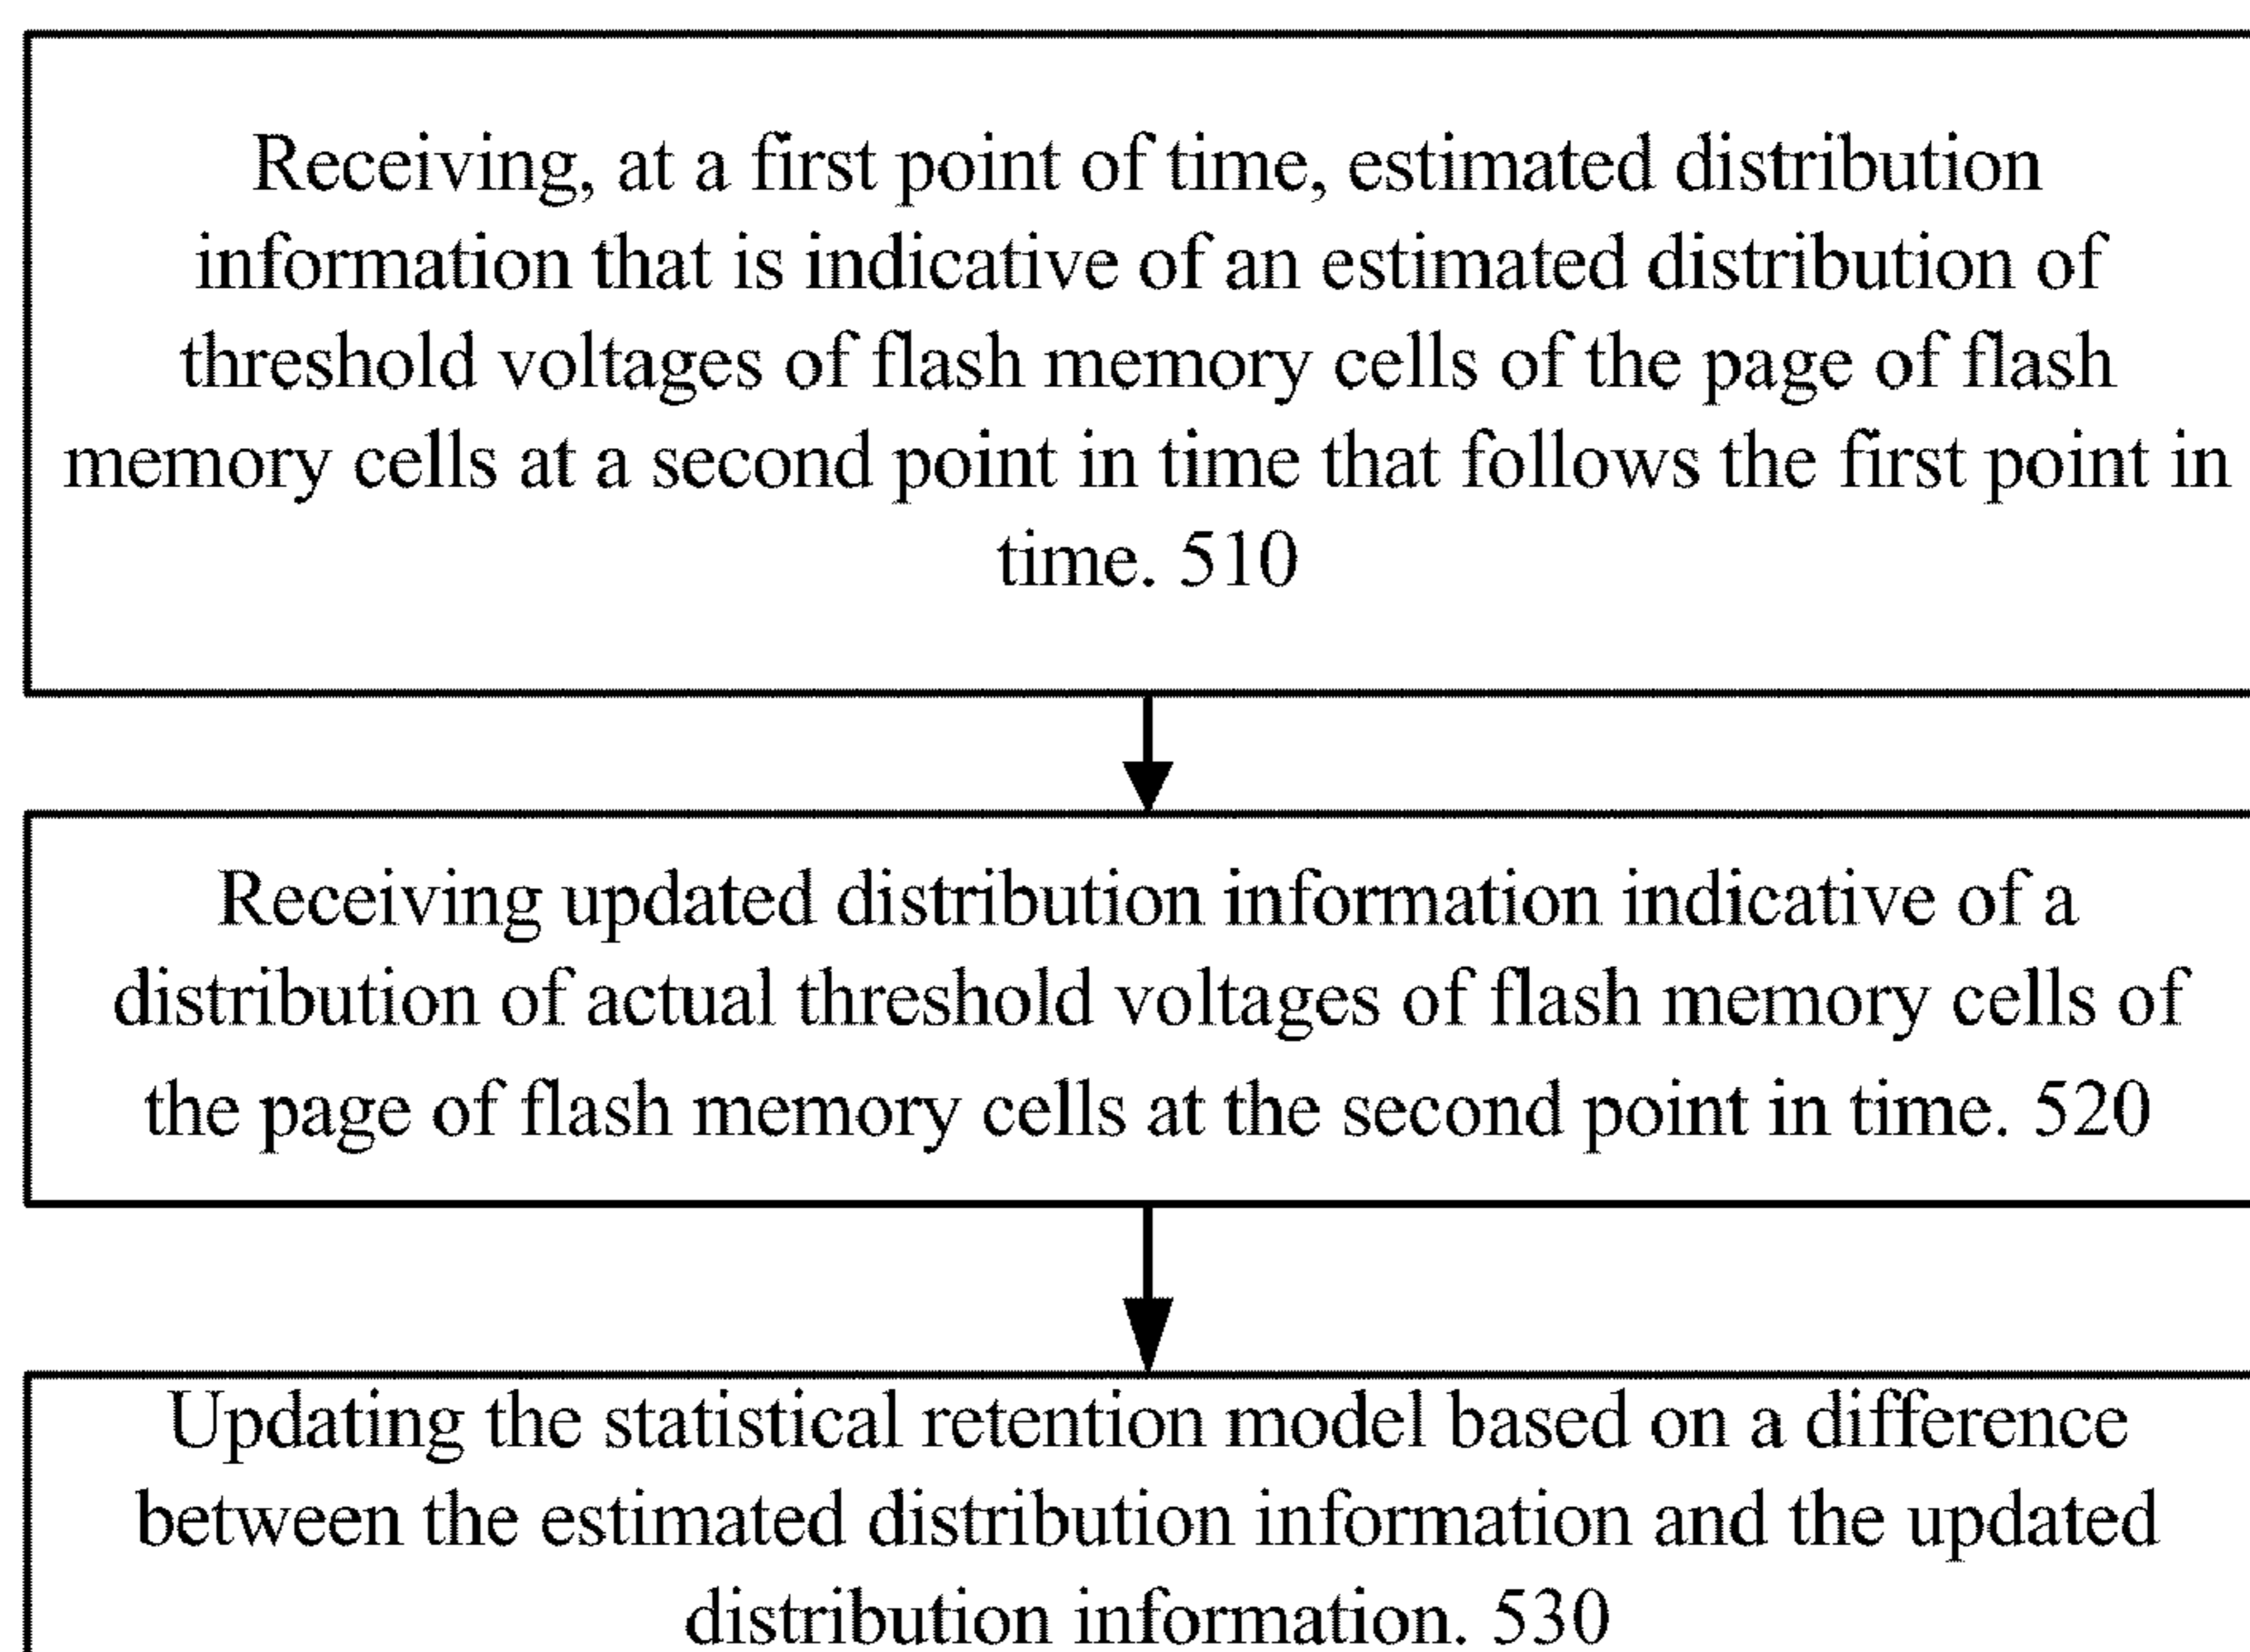 Receiving, at a first point of time, estimated distribution
information that is indicative of an estimated distribution of
threshold voltages of flash memory cells of the page of flash
memory cells at a second point in time that follows the first point in
time. 510
Receiving updated distribution information indicative of a
distribution of actual threshold voltages of flash memory cells of
the page of flash memory cells at the second point in time. 520
Updating the statistical retention model based on a difference
between the estimated distribution information and the updated
distribution information. 530